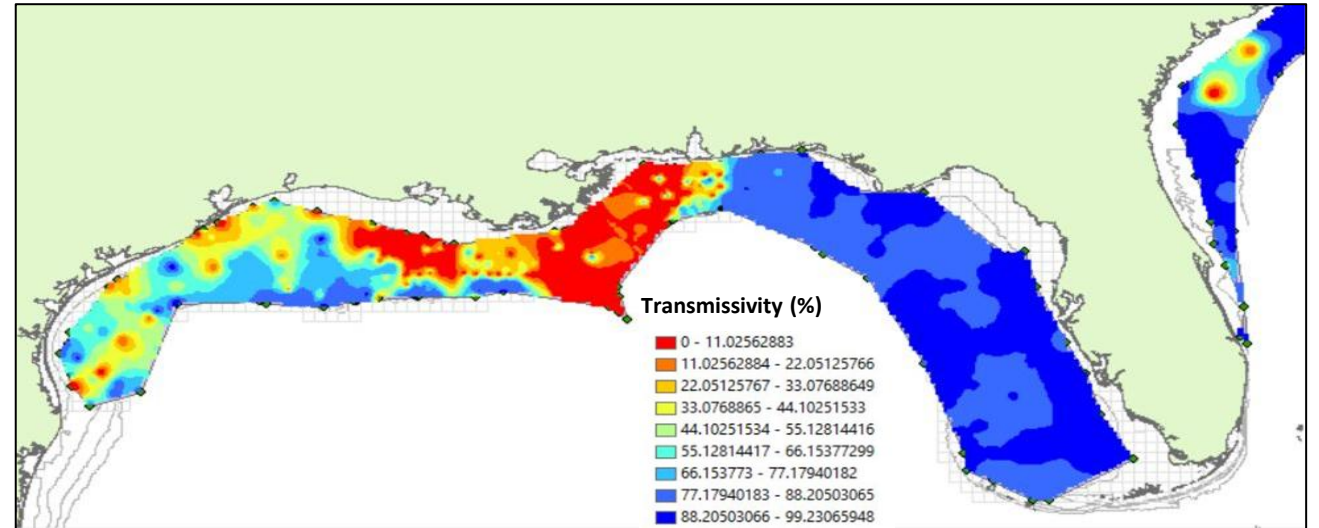 Transmissivity (%)
0 - 11.02562883
11.02562884 - 22.05125766
22.05125767 - 33.07688649
33.0768865 - 44.10251533
44.10251534 - 55.12814416
55.12814417 - 66.15377299
66.153773 - 77.17940182
77.17940183 - 88.20503065
88.20503066 - 99.23065948